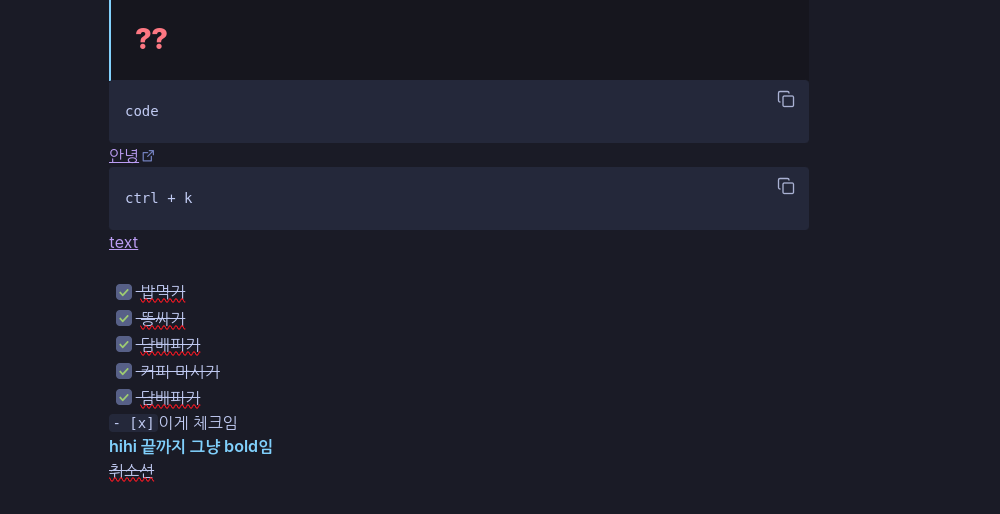 ??
code
안녕
ctrl + k
text
밥먹기
똥싸기
담배피기
커피 마시기
담배피기
- [x]이게 체크임
hihi 끝까지 그냥 bold임
취소선